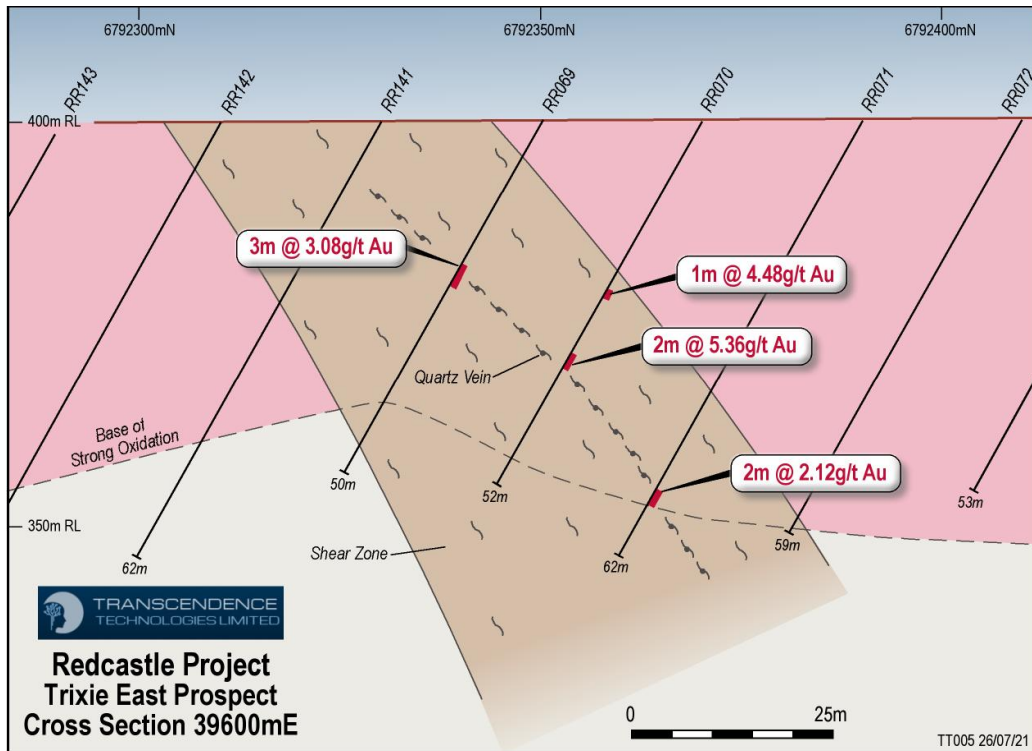 6792300mN
6792350mN
6792400mN
RR143
RR142
RR141
RR069
RR070
RR071
RR072
400m RL
3m @ 3.08g/t Au
1m @ 4.48g/t Au
2m @ 5.36g/t Au
Quartz Vein
Base of
Strong Oxidation
2m @ 2.12g/t Au
50m
52m
53m
350m RL
59m
Shear Zone
62m
62m
TRANSCENDENCE
TECHNOLOGIES LIMITED
Redcastle Project
Trixie East Prospect
Cross Section 39600mE
0
25m
TT005 26/07/21